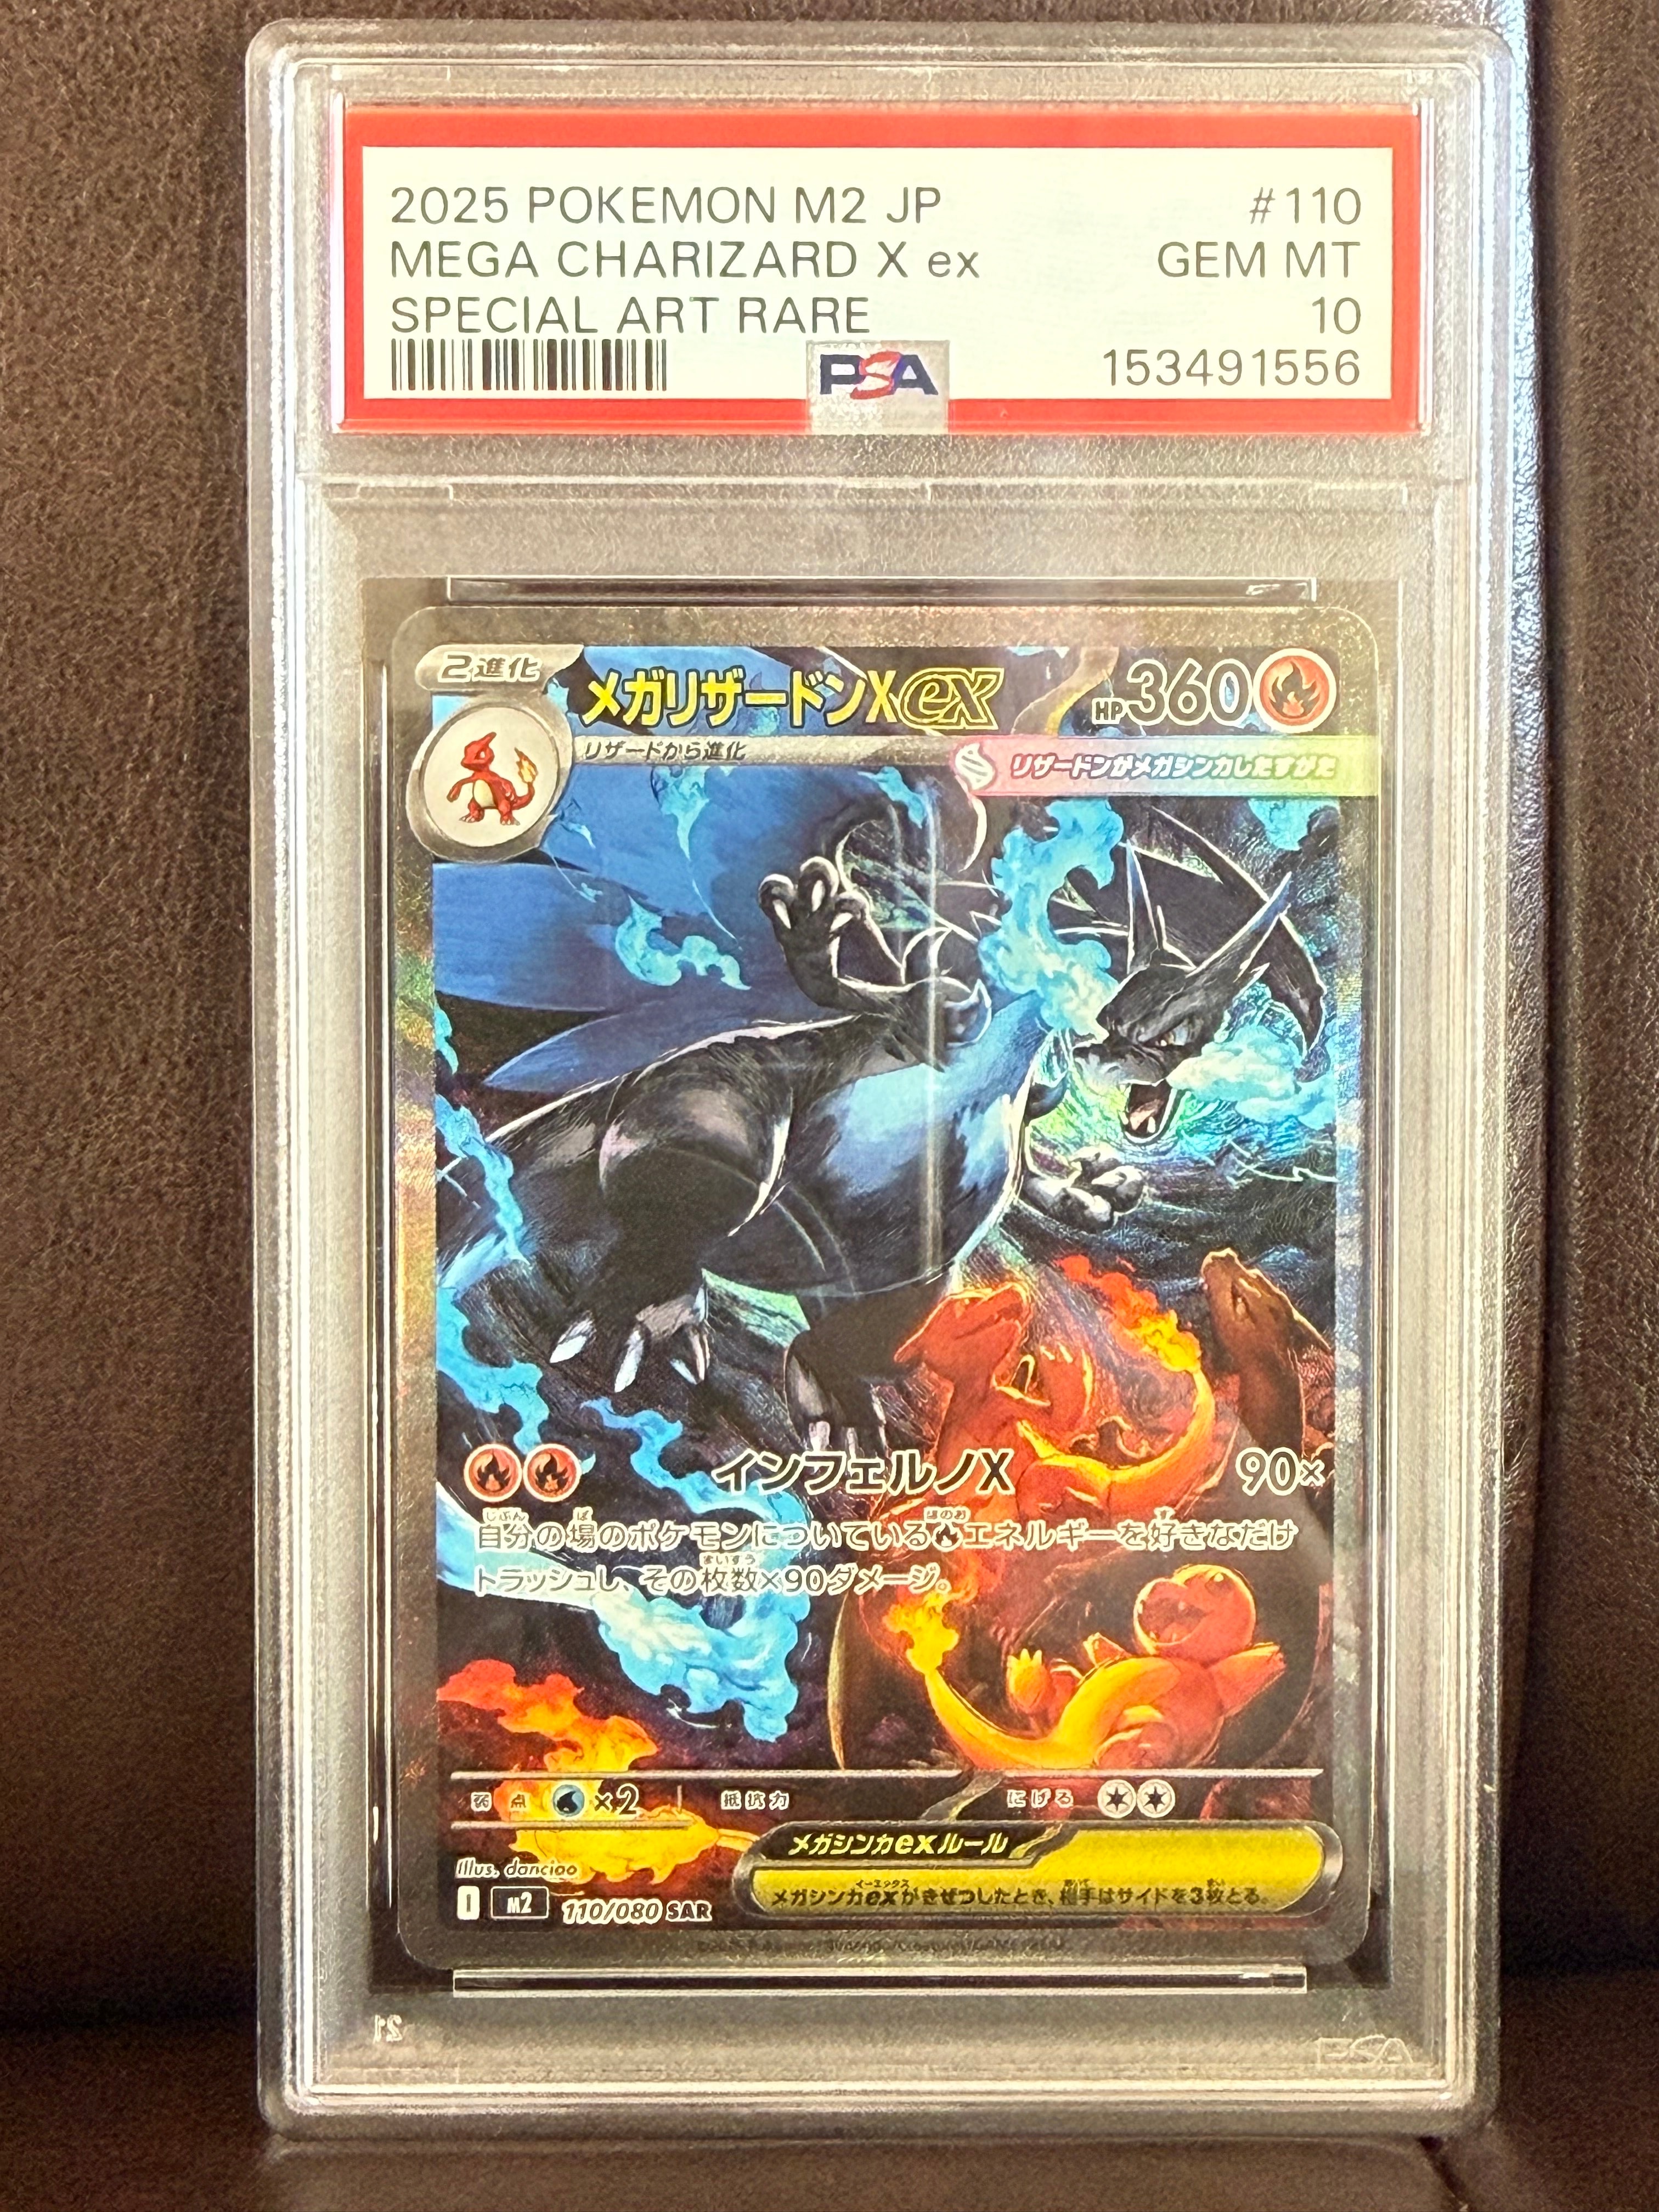 2025 POKEMON M2 JP #110
MEGA CHARIZARD X ex GEM MT
SPECIAL ART RARE 10
PSA 153491556
2進化
メガリザードンXex HP360
リザードから進化
リザードンがメガシンカしたすがた
インフェルノX 90×
自分の場のポケモンについているエネルギーを好きなだけ
トラッシュし、その枚数×90ダメージ。
弱点 ×2 抵抗力 にげる
メガシンカexルール
メガシンカexがきぜつしたとき、相手はサイドを3枚とる。
Illus. danciao
I M2 110/080 SAR
21
PSA